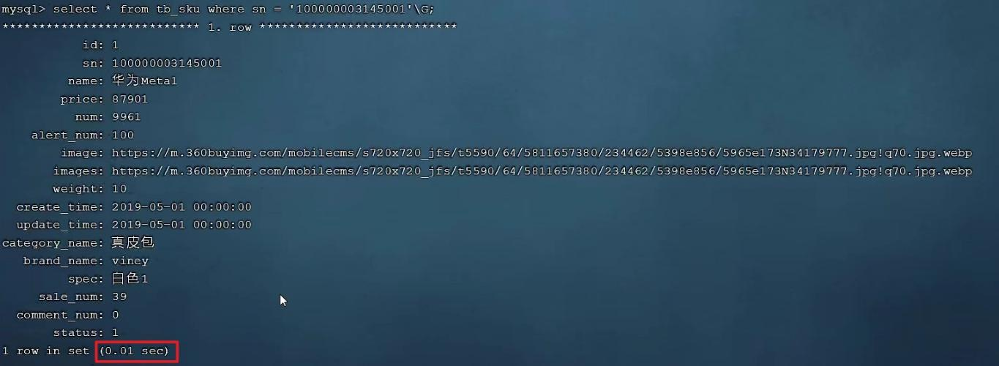 mysql> select * from tb_sku where sn = '100000003145001'\G;
*************************** 1. row ***************************
id: 1
sn: 100000003145001
name: 华为Meta1
price: 87901
num: 9961
alert_num: 100
image: https://m.360buyimg.com/mobilecms/s720x720_jfs/t5590/64/5811657380/234462/5398e856/5965e173N34179777.jpg!q70.jpg.webp
images: https://m.360buyimg.com/mobilecms/s720x720_jfs/t5590/64/5811657380/234462/5398e856/5965e173N34179777.jpg!q70.jpg.webp
weight: 10
create_time: 2019-05-01 00:00:00
update_time: 2019-05-01 00:00:00
category_name: 真皮包
brand_name: viney
spec: 白色1
sale_num: 39
comment_num: 0
status: 1
1 row in set (0.01 sec)